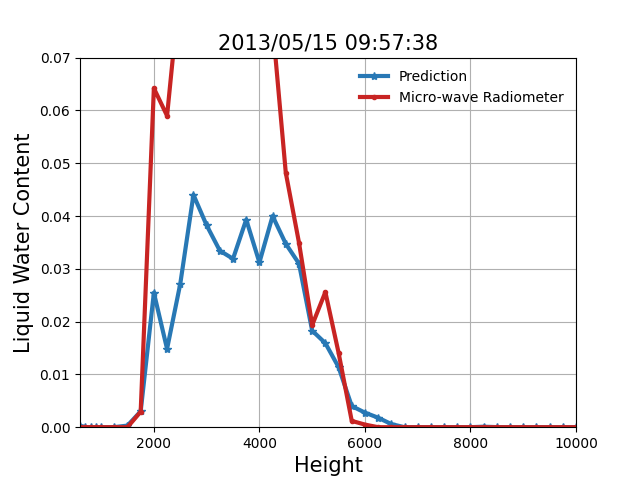 2013/05/15 09:57:38
0.07
0.06
0.05
0.04
0.03
0.02
0.01
0.00
Liquid Water Content
Prediction
Micro-wave Radiometer
2000 4000 6000 8000 10000
Height